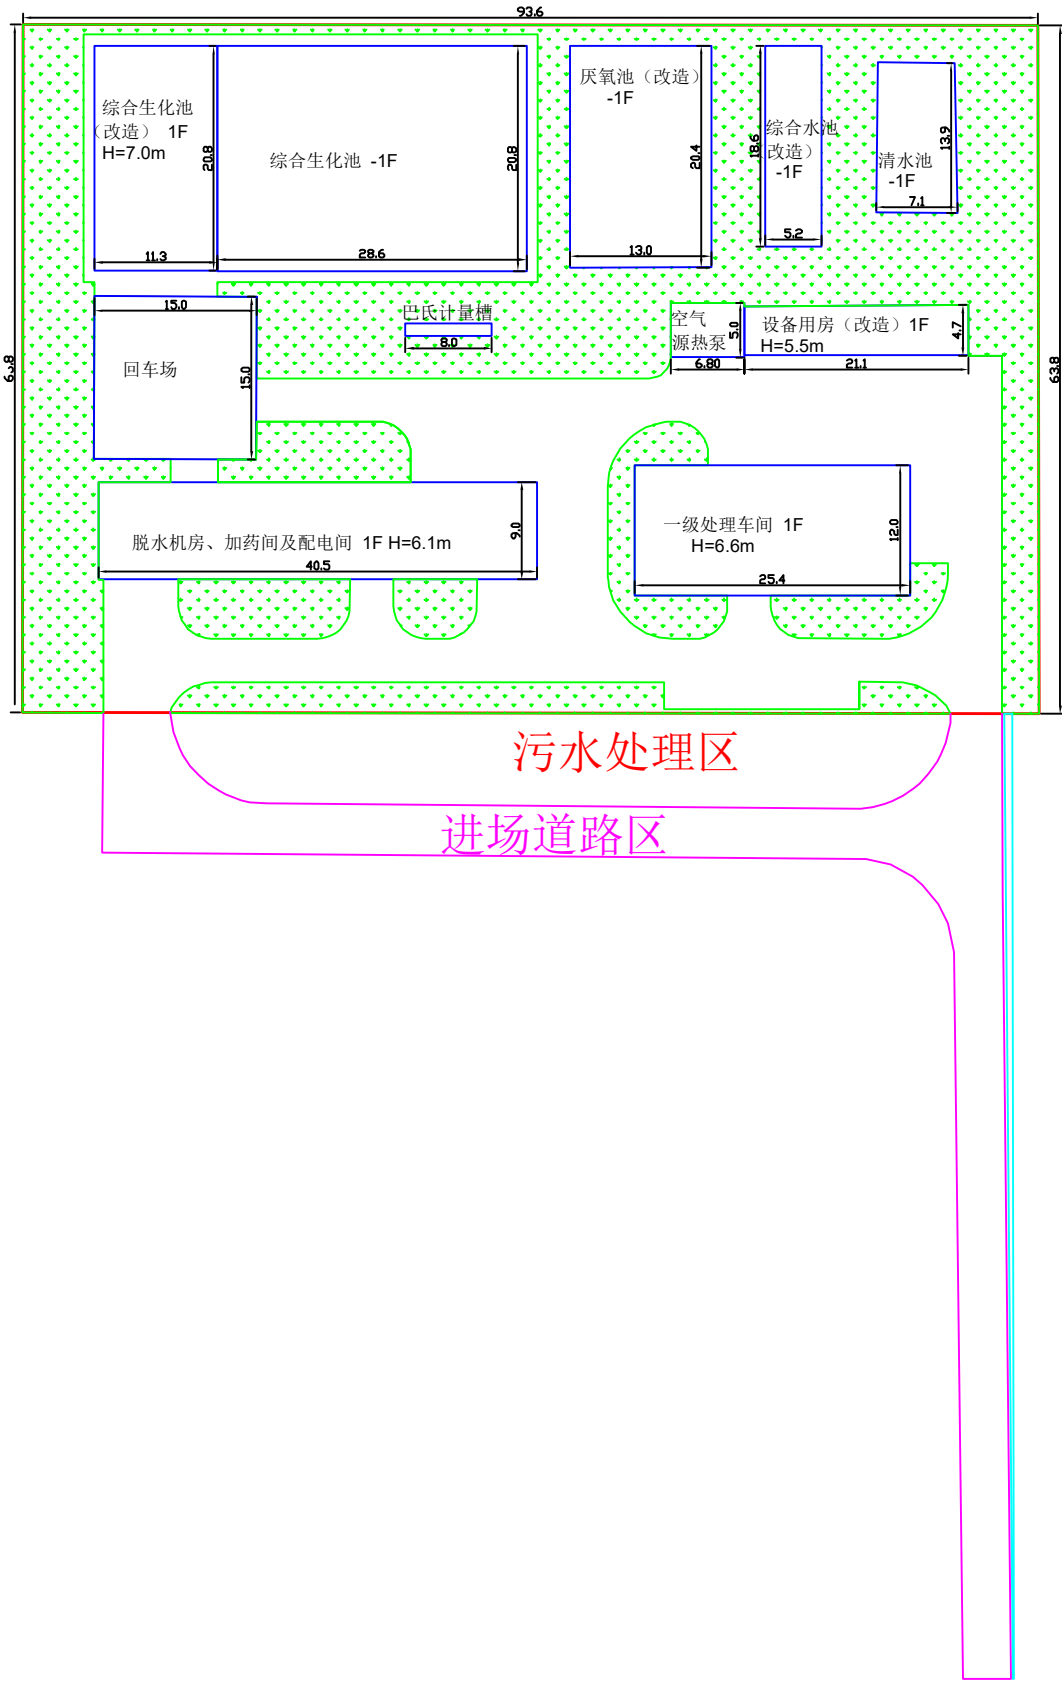 93.6
综合生化池
（改造） 1F
H=7.0m
20.8
11.3
综合生化池 -1F
20.8
28.6
厌氧池（改造）
-1F
20.4
13.0
18.6
综合水池
改造）
-1F
5.2
13.9
清水池
-1F
7.1
63.8
63.8
15.0
回车场
15.0
巴氏计量槽
8.0
空气
源热泵
5.0
6.80
设备用房（改造）1F
H=5.5m
4.7
21.1
脱水机房、加药间及配电间 1F H=6.1m
9.0
40.5
一级处理车间 1F
H=6.6m
12.0
25.4
污水处理区
进场道路区